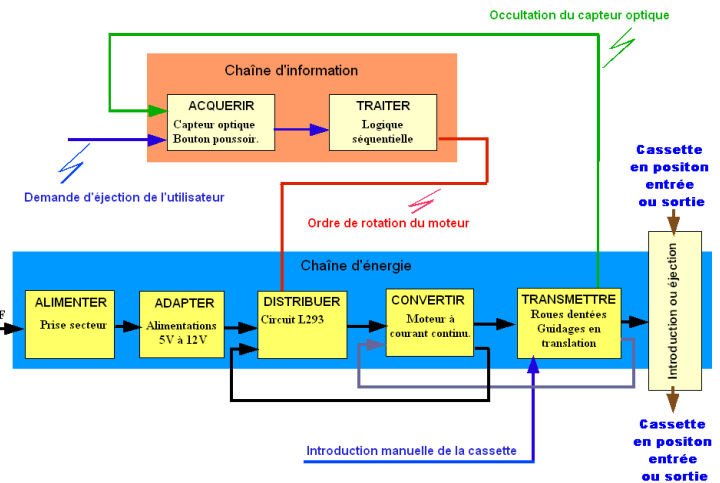 Occultation du capteur optique
Chaîne d'information
ACQUERIR
Capteur optique
Bouton poussoir.
TRAITER
Logique
séquentielle
Demande d'éjection de l'utilisateur
Ordre de rotation du moteur
Cassette
en positon
entrée
ou sortie
Chaîne d'énergie
F
ALIMENTER
Prise secteur
ADAPTER
Alimentations
5V à 12V
DISTRIBUER
Circuit L293
CONVERTIR
Moteur à
courant continu.
TRANSMETTRE
Roues dentées
Guidages en
translation
Introduction ou éjection
Introduction manuelle de la cassette
Cassette
en positon
entrée
ou sortie